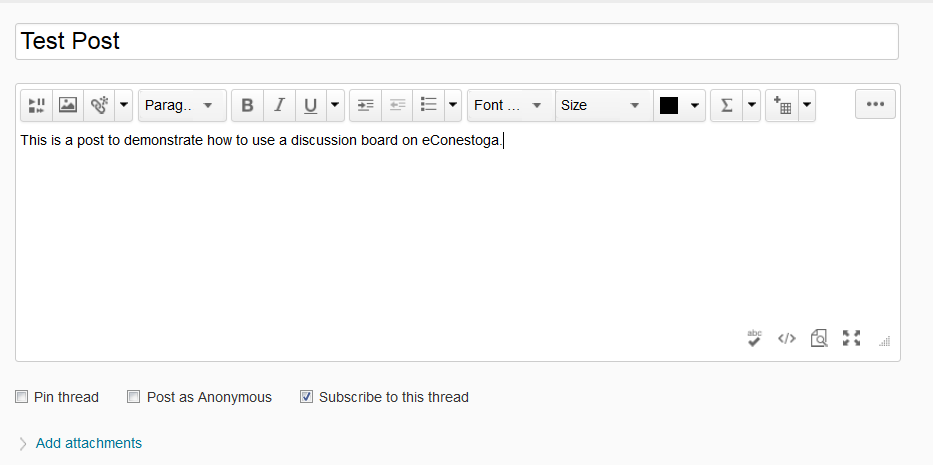 Test Post
Parag.. B I U Font ... Size Σ
This is a post to demonstrate how to use a discussion board on eConestoga.
abc </>
Pin thread Post as Anonymous Subscribe to this thread
Add attachments